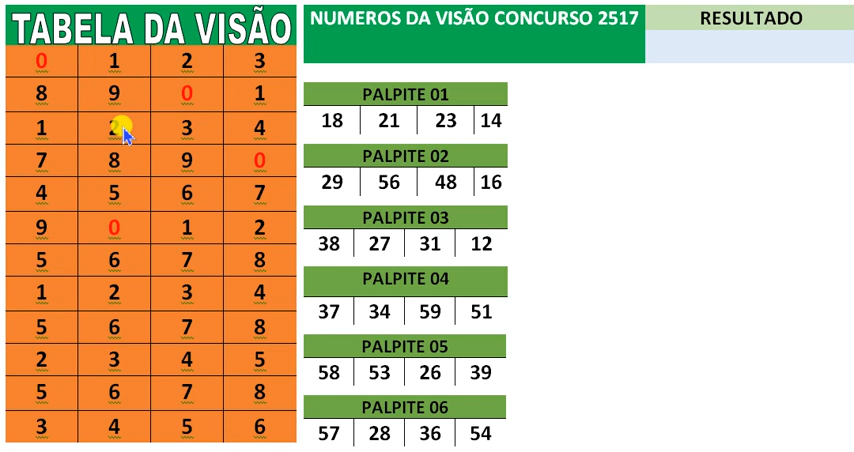 TABELA DA VISÃO
0 1 2 3
8 9 0 1
1 2 3 4
7 8 9 0
4 5 6 7
9 0 1 2
5 6 7 8
1 2 3 4
5 6 7 8
2 3 4 5
5 6 7 8
3 4 5 6
NUMEROS DA VISÃO CONCURSO 2517
RESULTADO
PALPITE 01
18 21 23 14
PALPITE 02
29 56 48 16
PALPITE 03
38 27 31 12
PALPITE 04
37 34 59 51
PALPITE 05
58 53 26 39
PALPITE 06
57 28 36 54